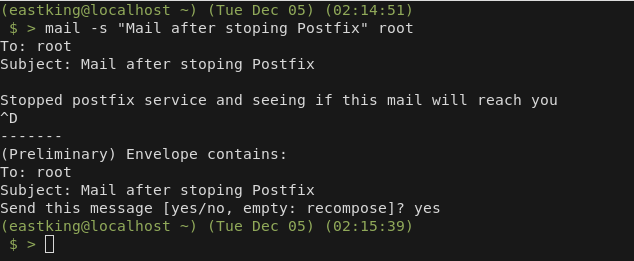 (eastking@localhost ~) (Tue Dec 05) (02:14:51)
$ > mail -s "Mail after stoping Postfix" root
To: root
Subject: Mail after stoping Postfix

Stopped postfix service and seeing if this mail will reach you
^D
-------
(Preliminary) Envelope contains:
To: root
Subject: Mail after stoping Postfix
Send this message [yes/no, empty: recompose]? yes
(eastking@localhost ~) (Tue Dec 05) (02:15:39)
$ >